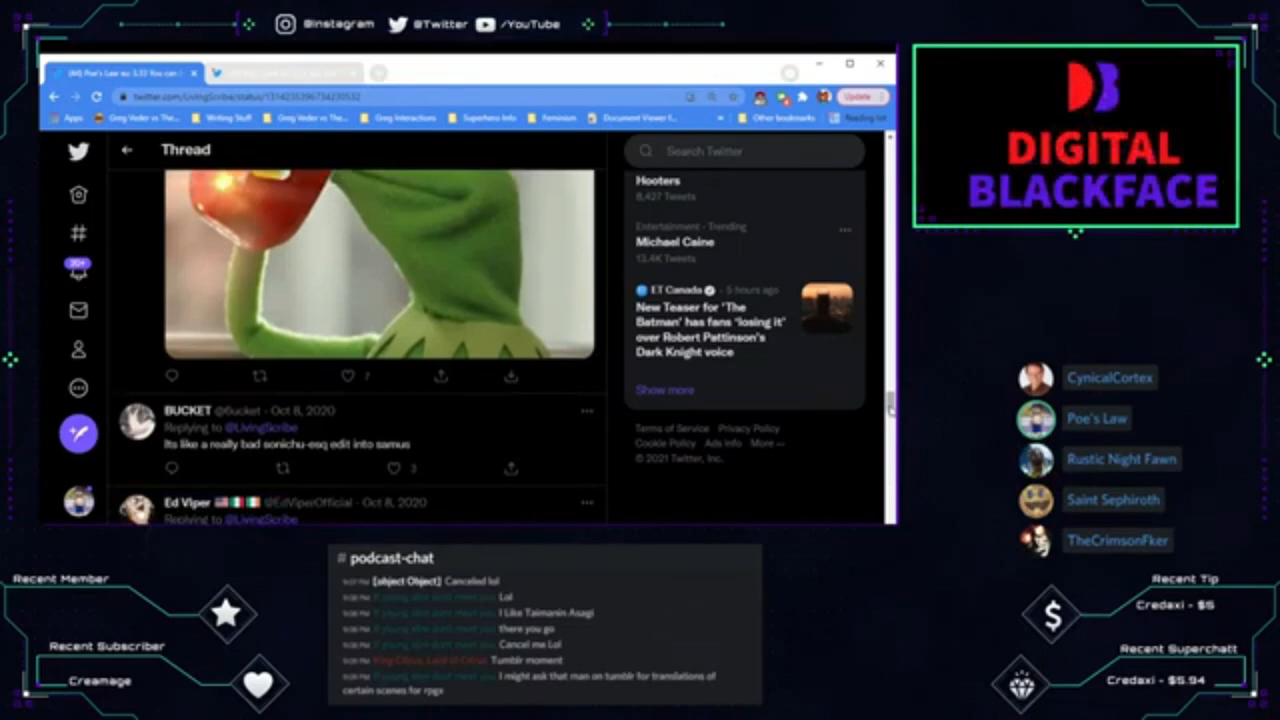 @Instagram @Twitter /YouTube
(M) Poe's Law
twitter.com/LivingScribe/status/1314235396734230532
Update
Apps Greg Veder vs The... Writing Stuff Greg Veder vs The... Greg Interactions Superhero Info Feminism Document Viewer f... Other bookmarks Reading list
Thread
Search Twitter
Hooters
8,427 Tweets
Entertainment · Trending
Michael Caine
13.4K Tweets
ET Canada · 5 hours ago
New Teaser for 'The
Batman' has fans "losing it"
over Robert Pattinson's
Dark Knight voice
Show more
Terms of Service Privacy Policy
Cookie Policy Ads info More ...
© 2021 Twitter, Inc.
20+
7
BUCKET @Bucket · Oct 8, 2020
Replying to @LivingScribe
Its like a really bad sonichu-esq edit into samus
3
Ed Viper @EdViperOfficial · Oct 8, 2020
Replying to @LivingScribe
DB
DIGITAL
BLACKFACE
CynicalCortex
Poe's Law
Rustic Night Fawn
Saint Sephiroth
TheCrimsonFker
# podcast-chat
[object Object] Canceled lol
Lol
I Like Taimanin Asagi
there you go
Cancel me Lol
Tumblr moment
I might ask that man on tumblr for translations of
certain scenes for rpgx
Recent Member
Recent Subscriber
Creamage
Recent Tip
Credaxi - $5
Recent Superchatt
Credaxi - $5.94